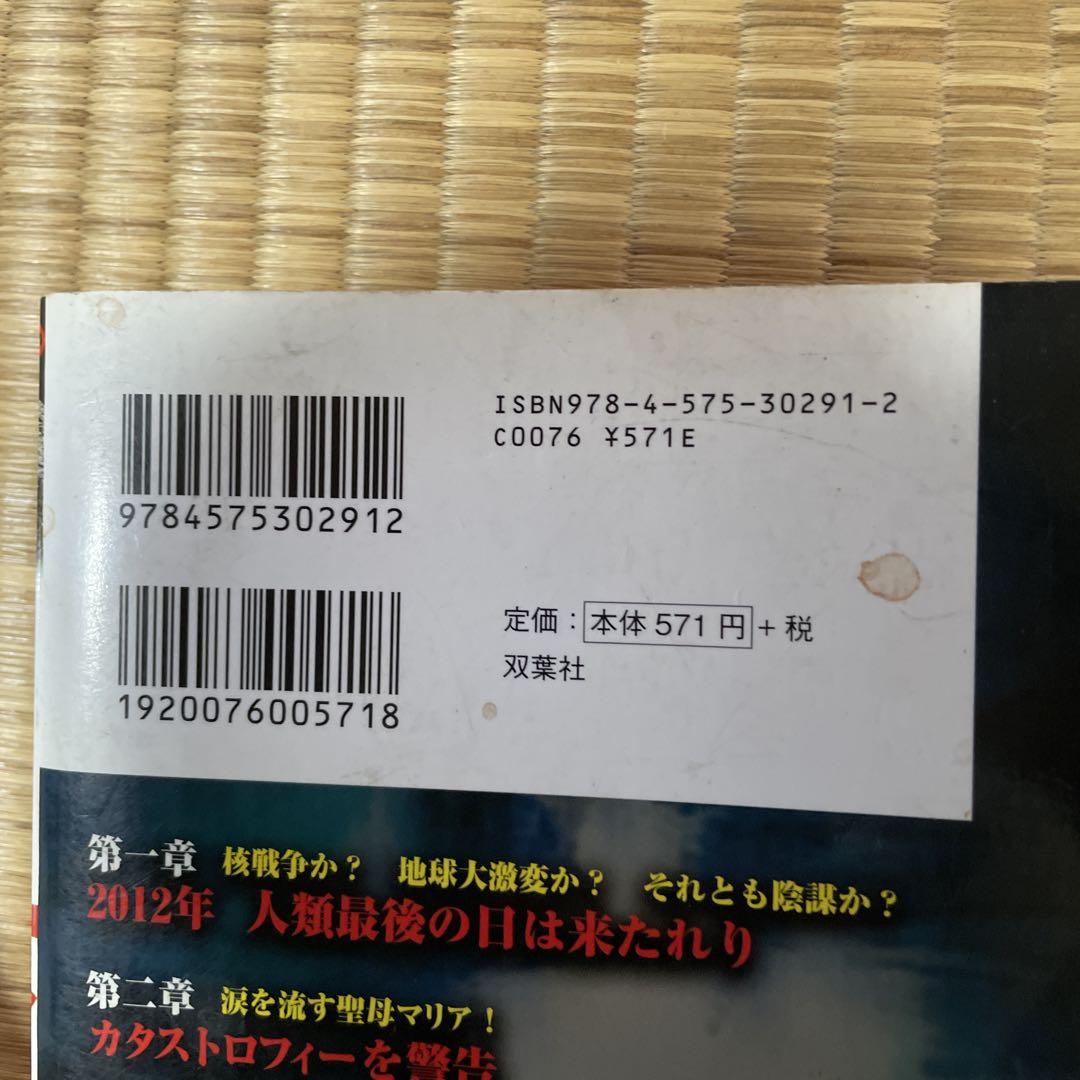 ISBN978-4-575-30291-2
C0076 ¥571E
9784575302912
定価：本体 571 円 + 税
双葉社
1920076005718
第一章 核戦争か？ 地球大激変か？ それとも陰謀か？
2012年 人類最後の日は来たれり
第二章 涙を流す聖母マリア！
カタストロフィーを警告